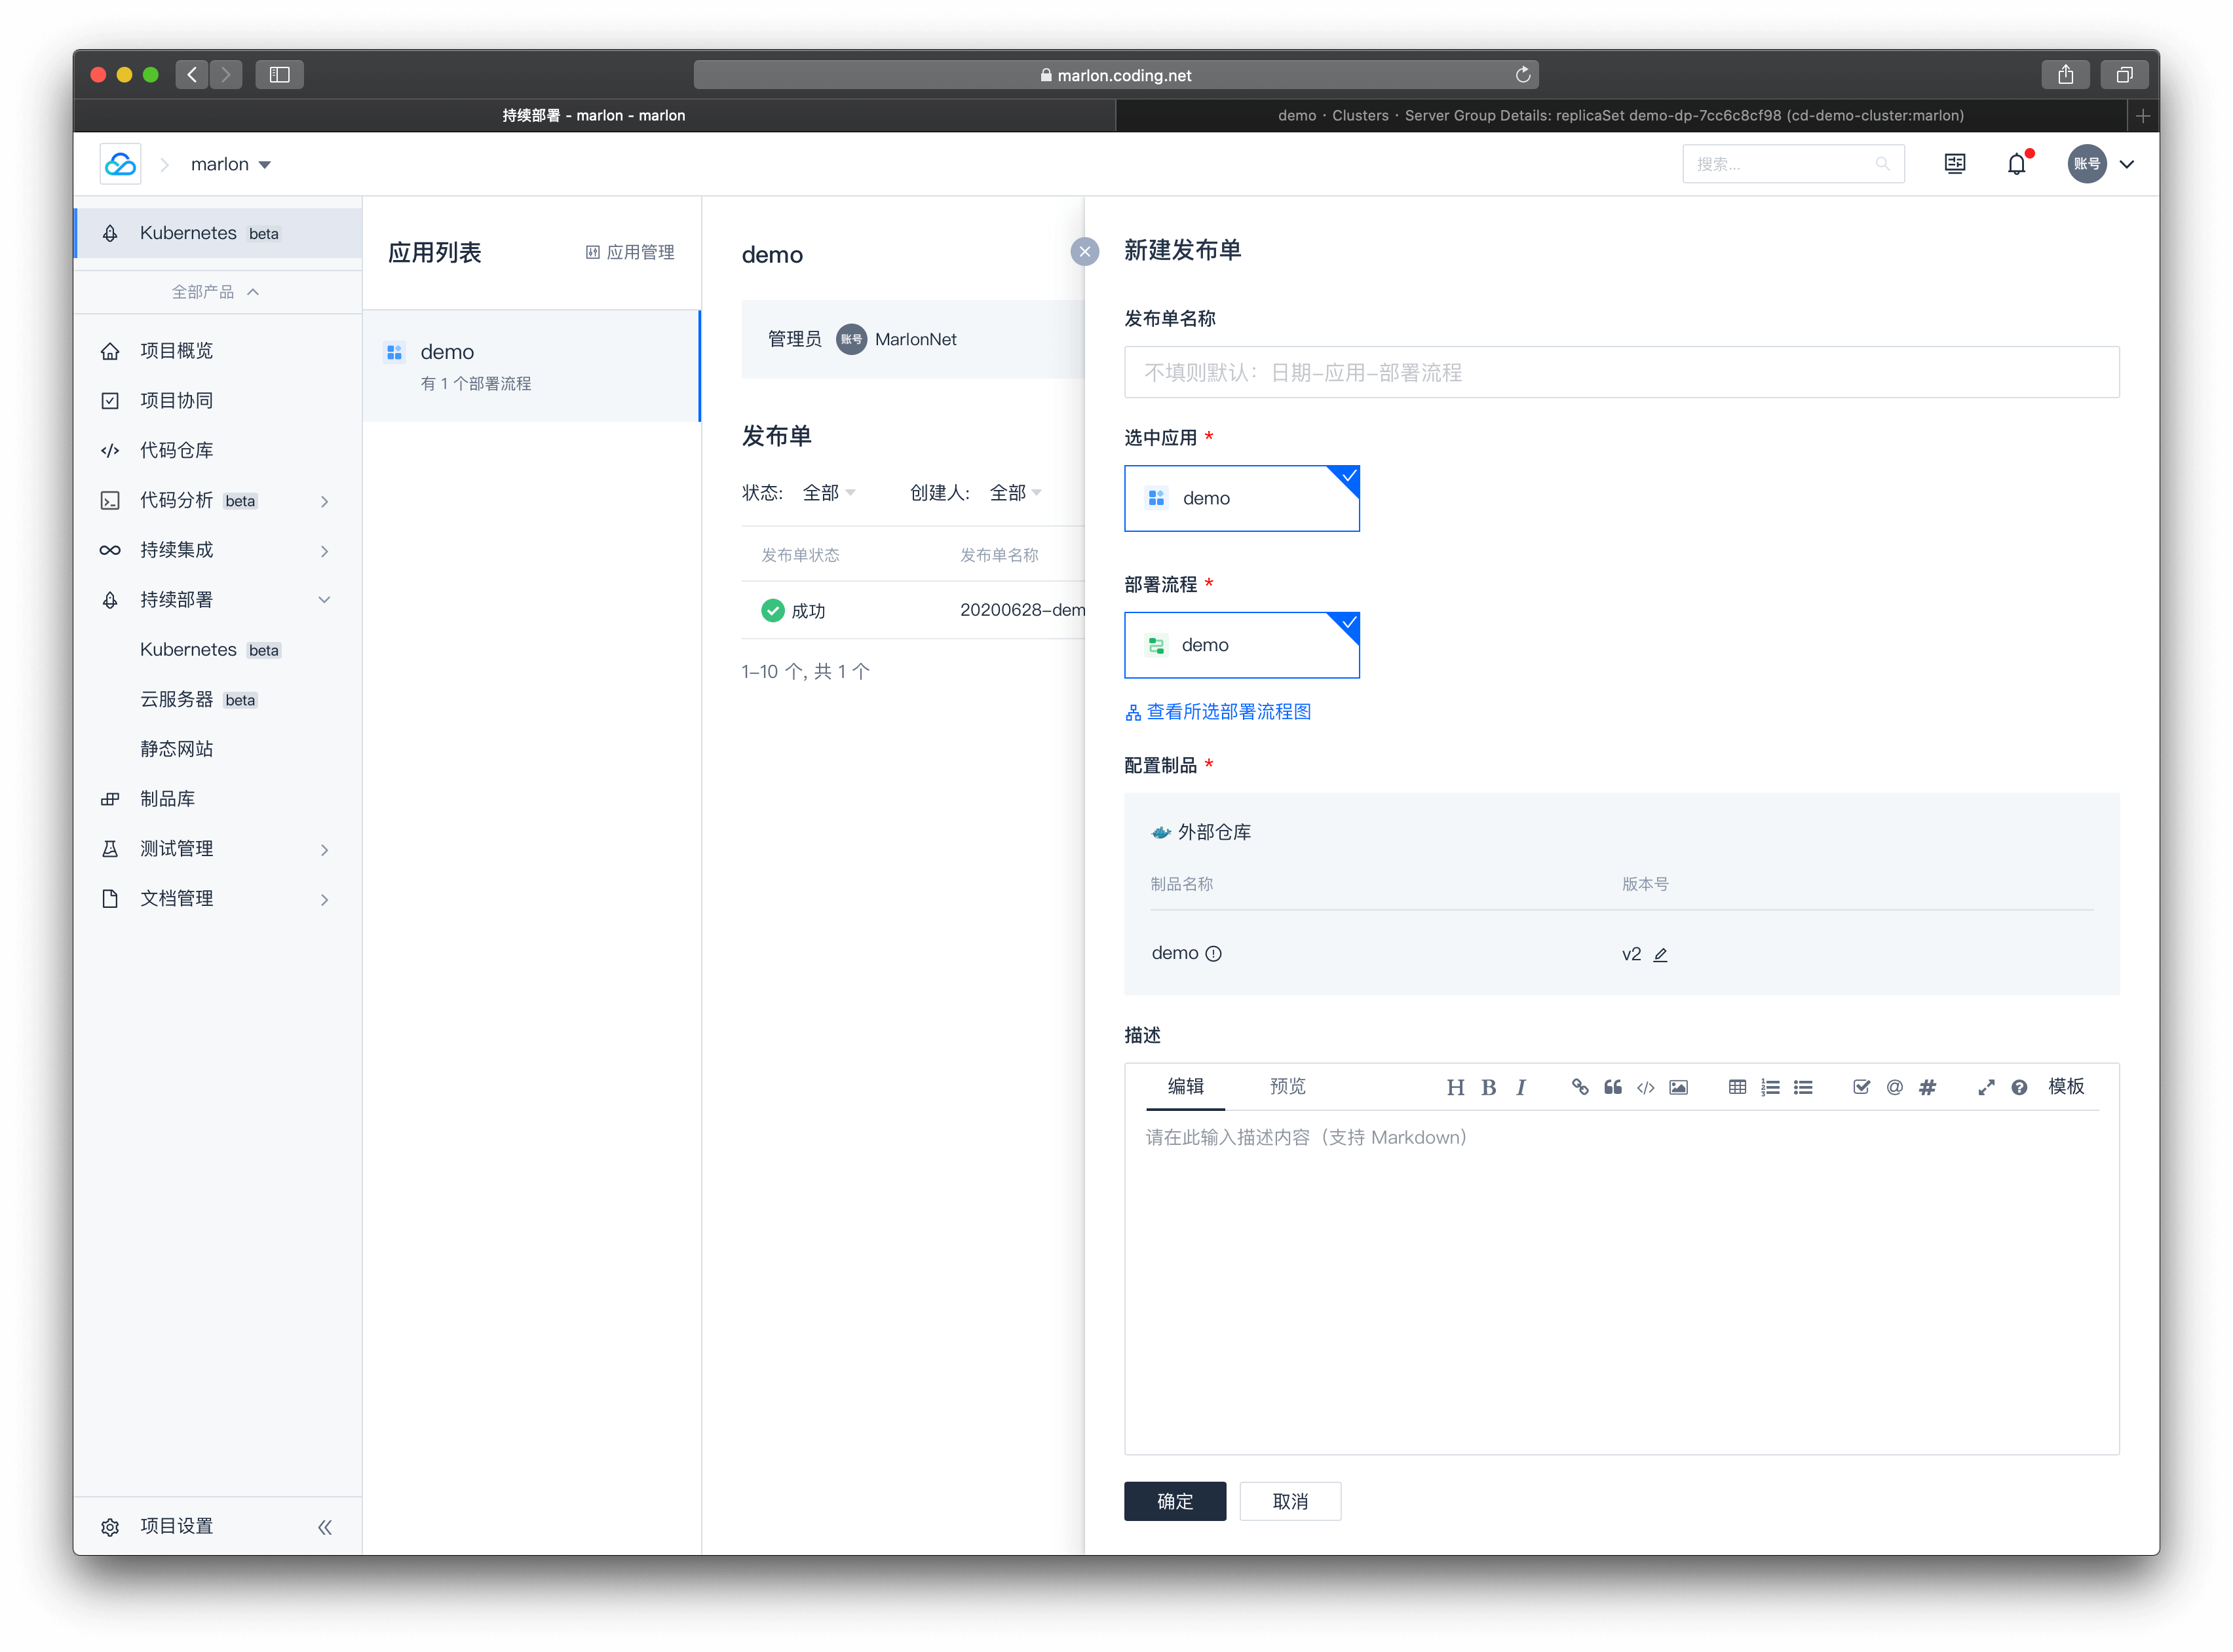 marlon.coding.net
持续部署 - marlon - marlon
demo · Clusters · Server Group Details: replicaSet demo-dp-7cc6c8cf98 (cd-demo-cluster:marlon)
marlon
搜索...
账号
Kubernetes beta
全部产品
项目概览
项目协同
代码仓库
代码分析 beta
持续集成
持续部署
Kubernetes beta
云服务器 beta
静态网站
制品库
测试管理
文档管理
项目设置
应用列表
应用管理
demo
有 1 个部署流程
demo
管理员 账号 MarlonNet
发布单
状态: 全部 创建人: 全部
发布单状态 发布单名称
成功 20200628-dem
1-10 个, 共 1 个
新建发布单
发布单名称
不填则默认：日期-应用-部署流程
选中应用 *
demo
部署流程 *
demo
查看所选部署流程图
配置制品 *
外部仓库
制品名称 版本号
demo v2
描述
编辑 预览 H B I 模板
请在此输入描述内容（支持 Markdown）
确定 取消